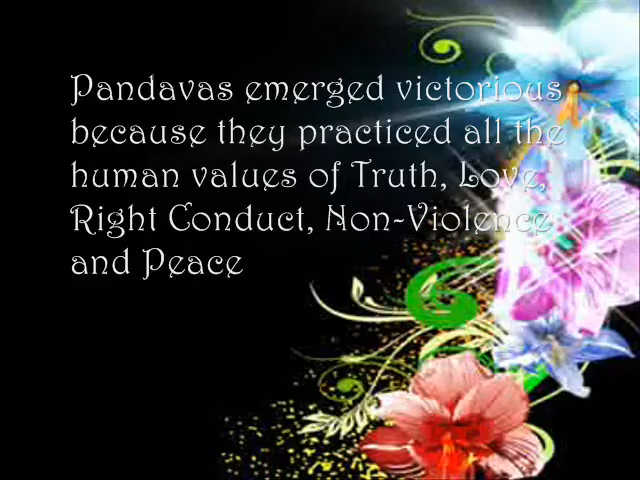 Pandavas emerged victorious
because they practiced all the
human values of Truth, Love,
Right Conduct, Non-Violence
and Peace